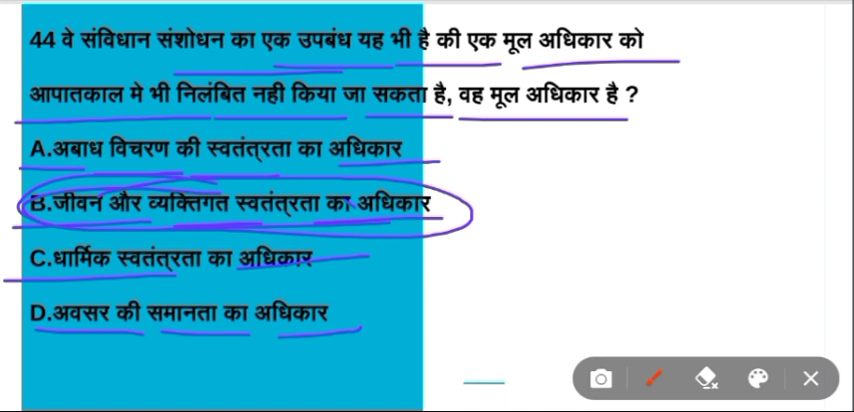 44 वे संविधान संशोधन का एक उपबंध यह भी है की एक मूल अधिकार को
आपातकाल मे भी निलंबित नही किया जा सकता है, वह मूल अधिकार है ?
A.अबाध विचरण की स्वतंत्रता का अधिकार
B.जीवन और व्यक्तिगत स्वतंत्रता का अधिकार
C.धार्मिक स्वतंत्रता का अधिकार
D.अवसर की समानता का अधिकार